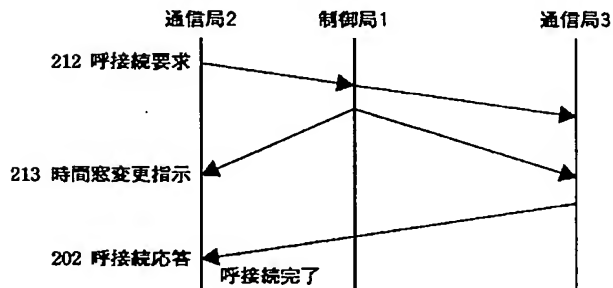 通信局2
制御局1
通信局3
212 呼接続要求
213 時間窓変更指示
202 呼接続応答
呼接続完了